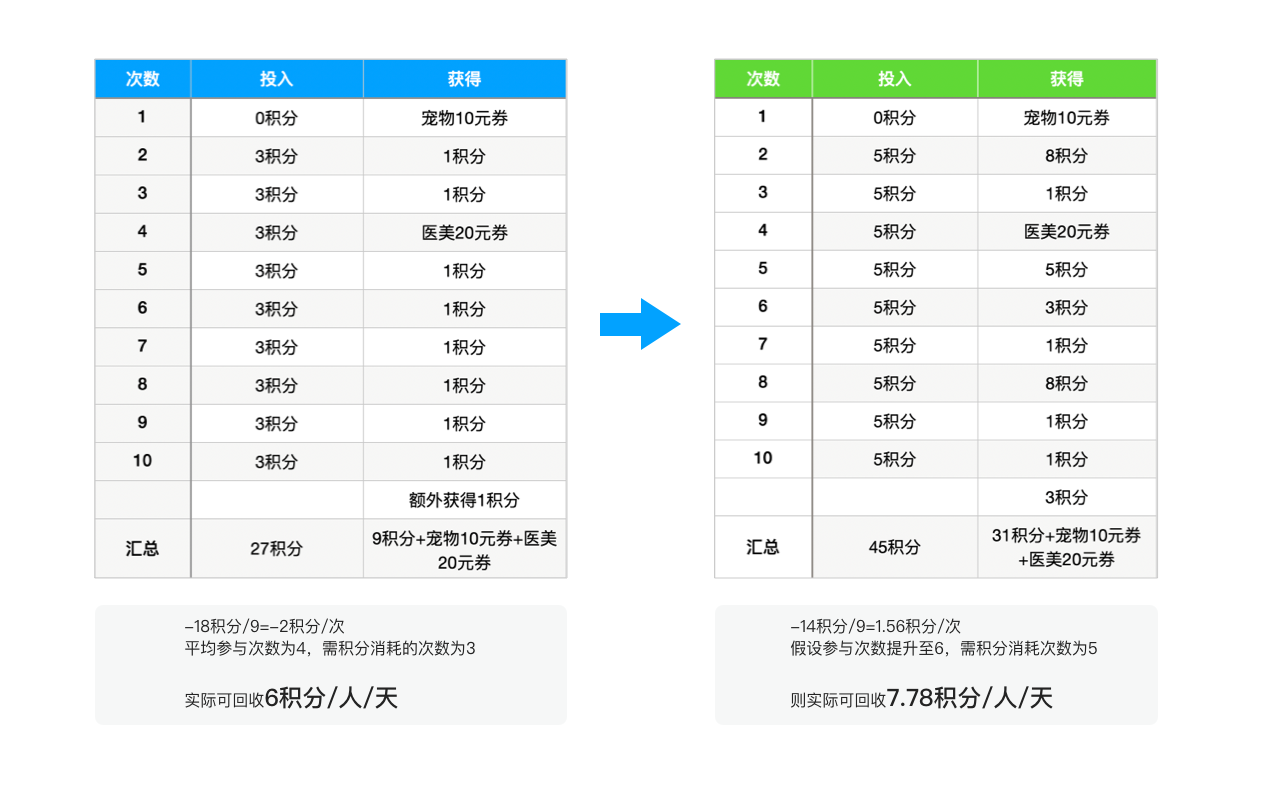 次数 投入 获得
1 0积分 宠物10元券
2 3积分 1积分
3 3积分 1积分
4 3积分 医美20元券
5 3积分 1积分
6 3积分 1积分
7 3积分 1积分
8 3积分 1积分
9 3积分 1积分
10 3积分 1积分
额外获得1积分
汇总 27积分 9积分+宠物10元券+医美
20元券
-18积分/9=-2积分/次
平均参与次数为4，需积分消耗的次数为3
实际可回收6积分/人/天
次数 投入 获得
1 0积分 宠物10元券
2 5积分 8积分
3 5积分 1积分
4 5积分 医美20元券
5 5积分 5积分
6 5积分 3积分
7 5积分 1积分
8 5积分 8积分
9 5积分 1积分
10 5积分 1积分
3积分
汇总 45积分 31积分+宠物10元券
+医美20元券
-14积分/9=1.56积分/次
假设参与次数提升至6，需积分消耗次数为5
则实际可回收7.78积分/人/天